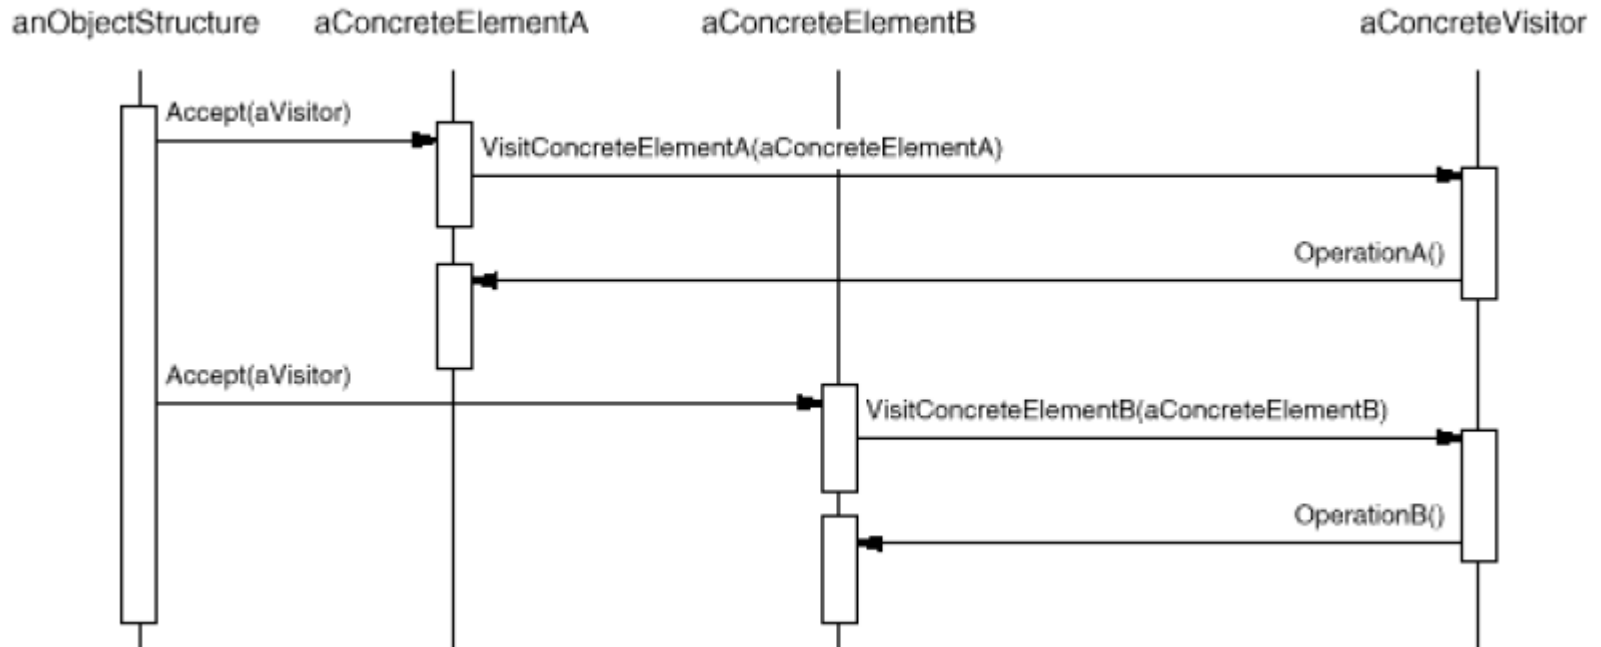 anObjectStructure aConcreteElementA aConcreteElementB aConcreteVisitor
Accept(aVisitor)
VisitConcreteElementA(aConcreteElementA)
OperationA()
Accept(aVisitor)
VisitConcreteElementB(aConcreteElementB)
OperationB()